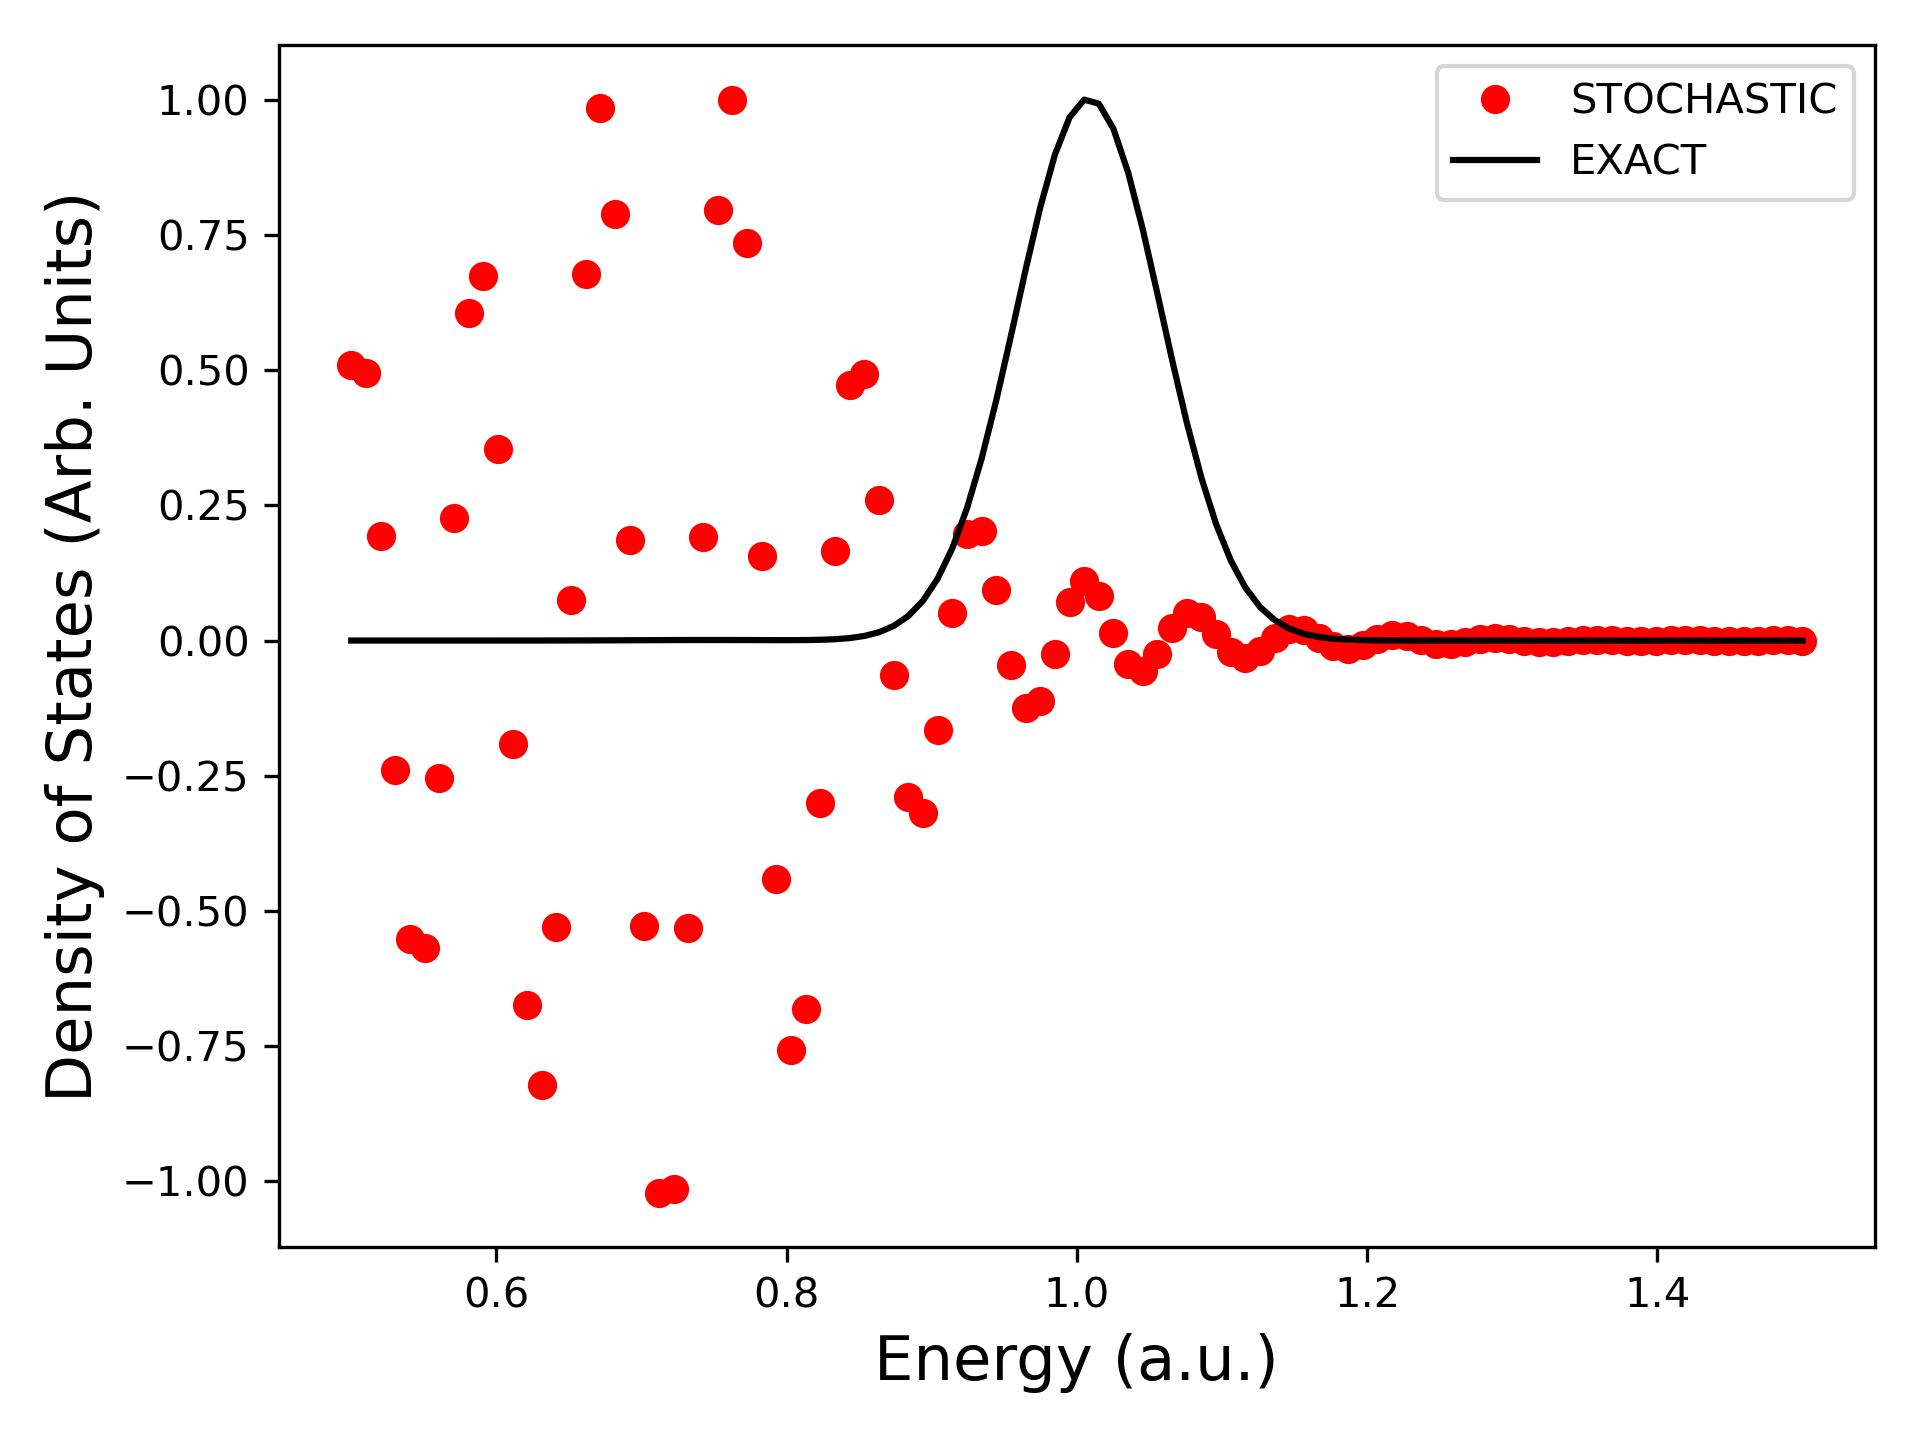 STOCHASTIC
EXACT
Density of States (Arb. Units)
1.00
0.75
0.50
0.25
0.00
−0.25
−0.50
−0.75
−1.00
0.6 0.8 1.0 1.2 1.4
Energy (a.u.)